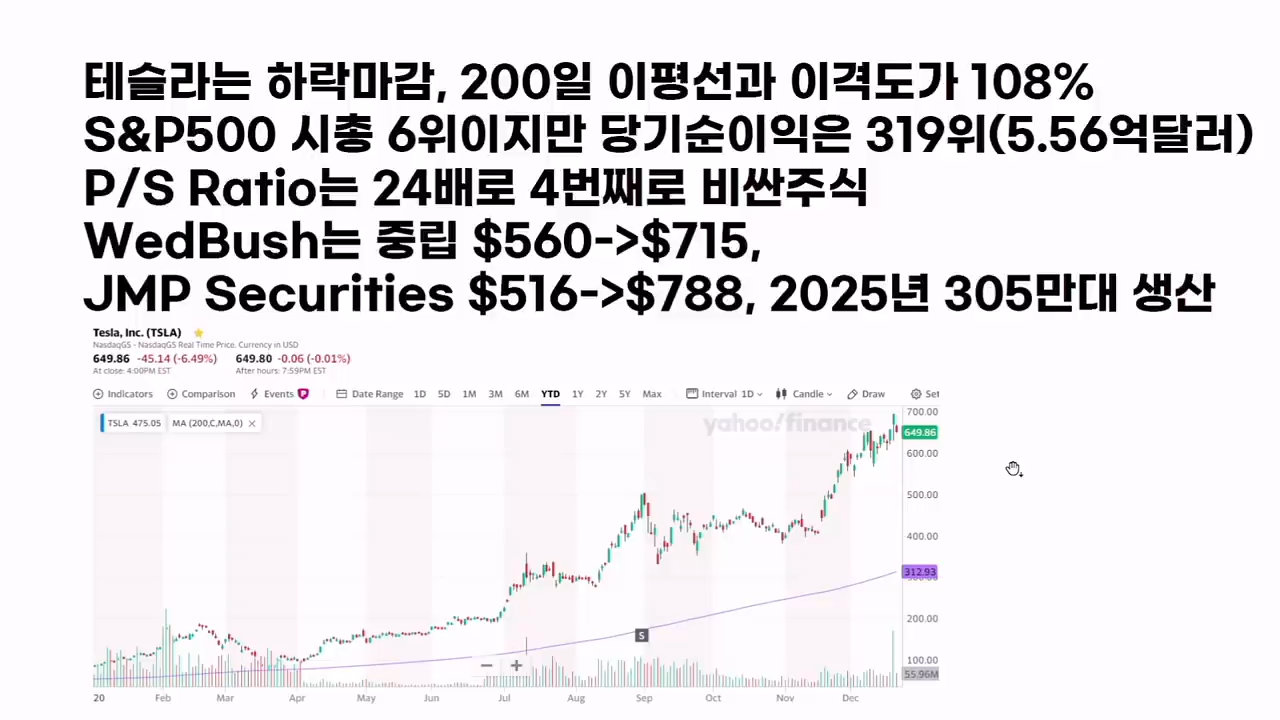 테슬라는 하락마감, 200일 이평선과 이격도가 108%
S&P500 시총 6위이지만 당기순이익은 319위(5.56억달러)
P/S Ratio는 24배로 4번째로 비싼주식
WedBush는 중립 $560->$715,
JMP Securities $516->$788, 2025년 305만대 생산
Tesla, Inc. (TSLA)
NasdaqGS - NasdaqGS Real Time Price. Currency in USD
649.86 -45.14 (-6.49%) 649.80 -0.06 (-0.01%)
At close: 4:00PM EST After hours: 7:59PM EST
Indicators Comparison Events P Date Range 1D 5D 1M 3M 6M YTD 1Y 2Y 5Y Max Interval 1D Candle Draw Set
TSLA 475.05 MA (200,C,MA,0)
yahoo/finance
700.00
649.86
600.00
500.00
400.00
312.93
200.00
S
100.00
55.96M
20 Feb Mar Apr May Jun Jul Aug Sep Oct Nov Dec